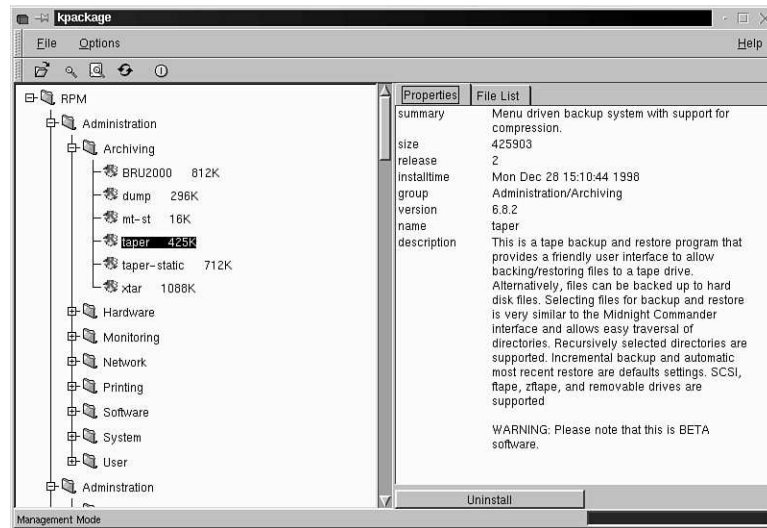 kpackage
File Options Help
RPM
Administration
Archiving
BRU2000 812K
dump 296K
mt-st 16K
taper 425K
taper-static 712K
xtar 1088K
Hardware
Monitoring
Network
Printing
Software
System
User
Adminstration
Properties File List
summary Menu driven backup system with support for
compression.
size 425903
release 2
installtime Mon Dec 28 15:10:44 1998
group Administration/Archiving
version 6.8.2
name taper
description This is a tape backup and restore program that
provides a friendly user interface to allow
backing/restoring files to a tape drive.
Alternatively, files can be backed up to hard
disk files. Selecting files for backup and restore
is very similar to the Midnight Commander
interface and allows easy traversal of
directories. Recursively selected directories are
supported. Incremental backup and automatic
most recent restore are defaults settings. SCSI,
ftape, zftape, and removable drives are
supported
WARNING: Please note that this is BETA
software.
Uninstall
Management Mode